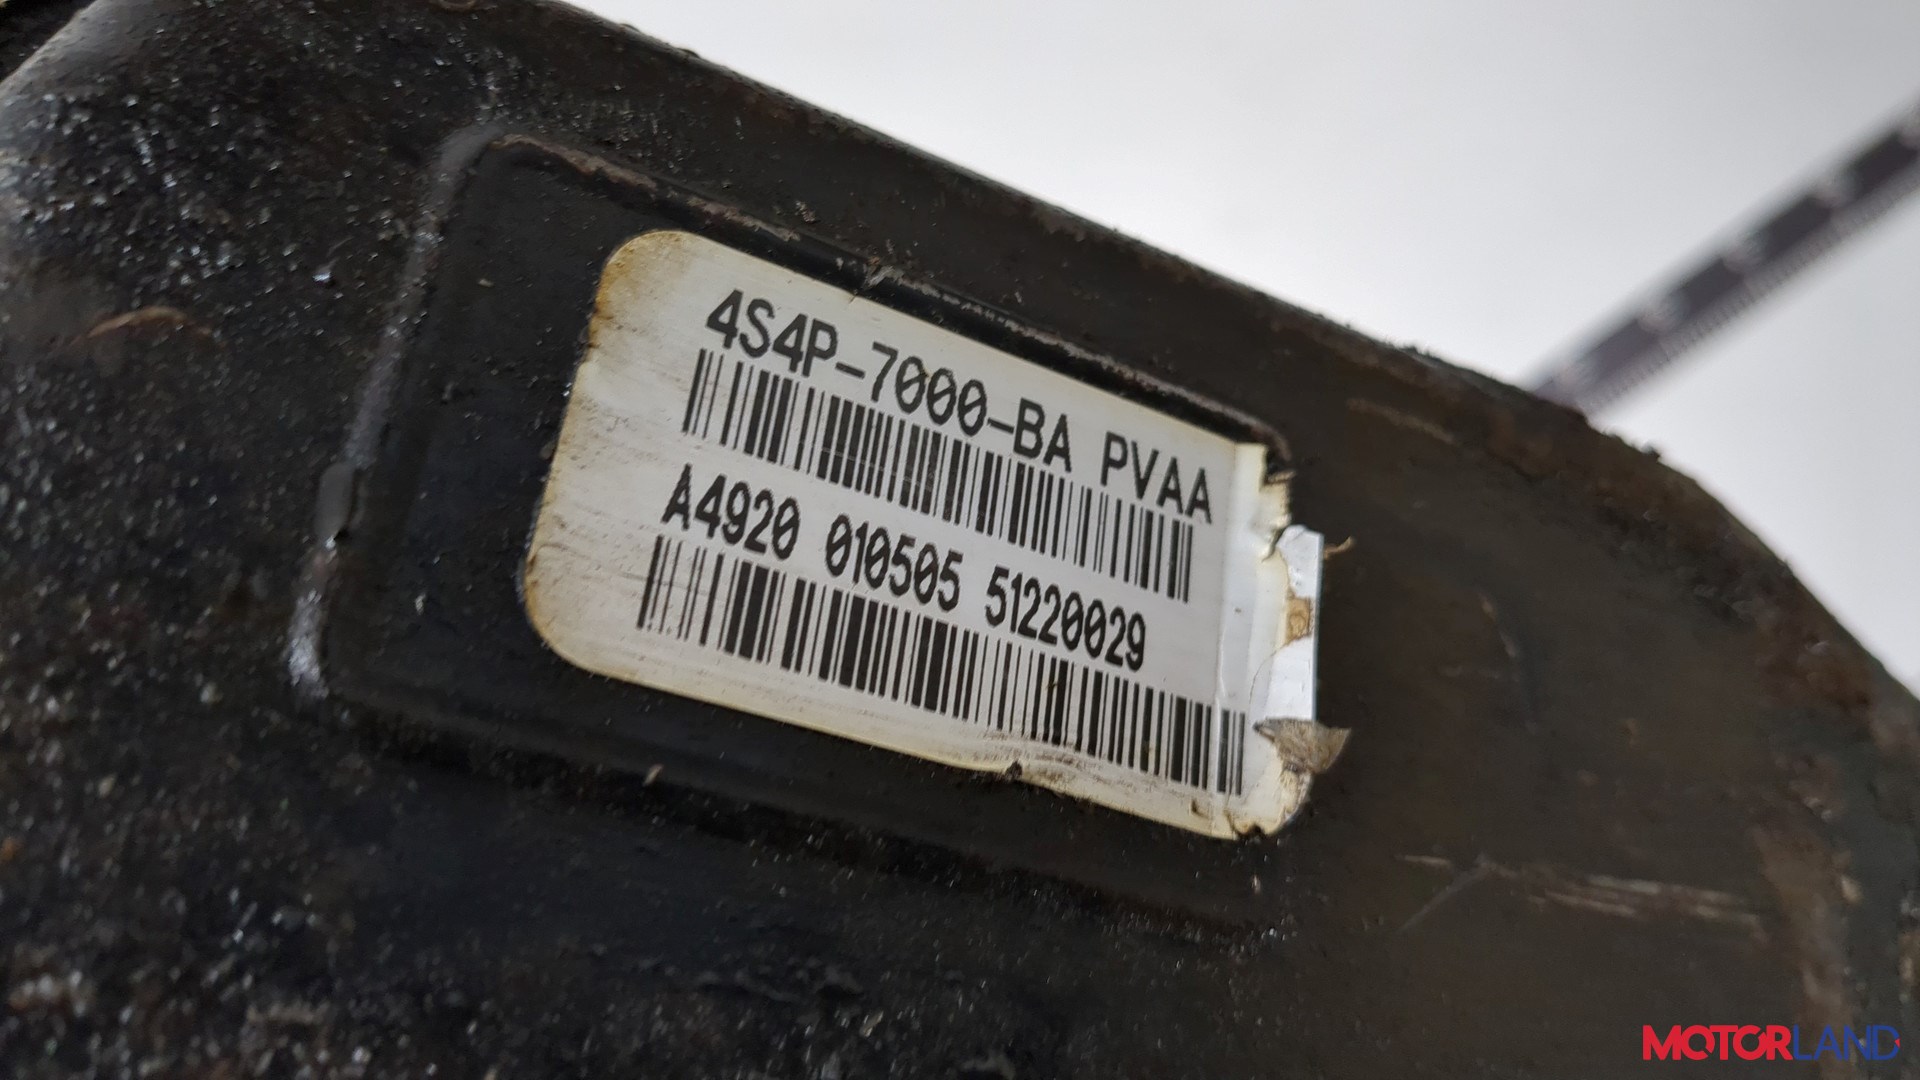 4S4P-7000-BA PVAA
A4920 010505 51220029
MOTORLAND